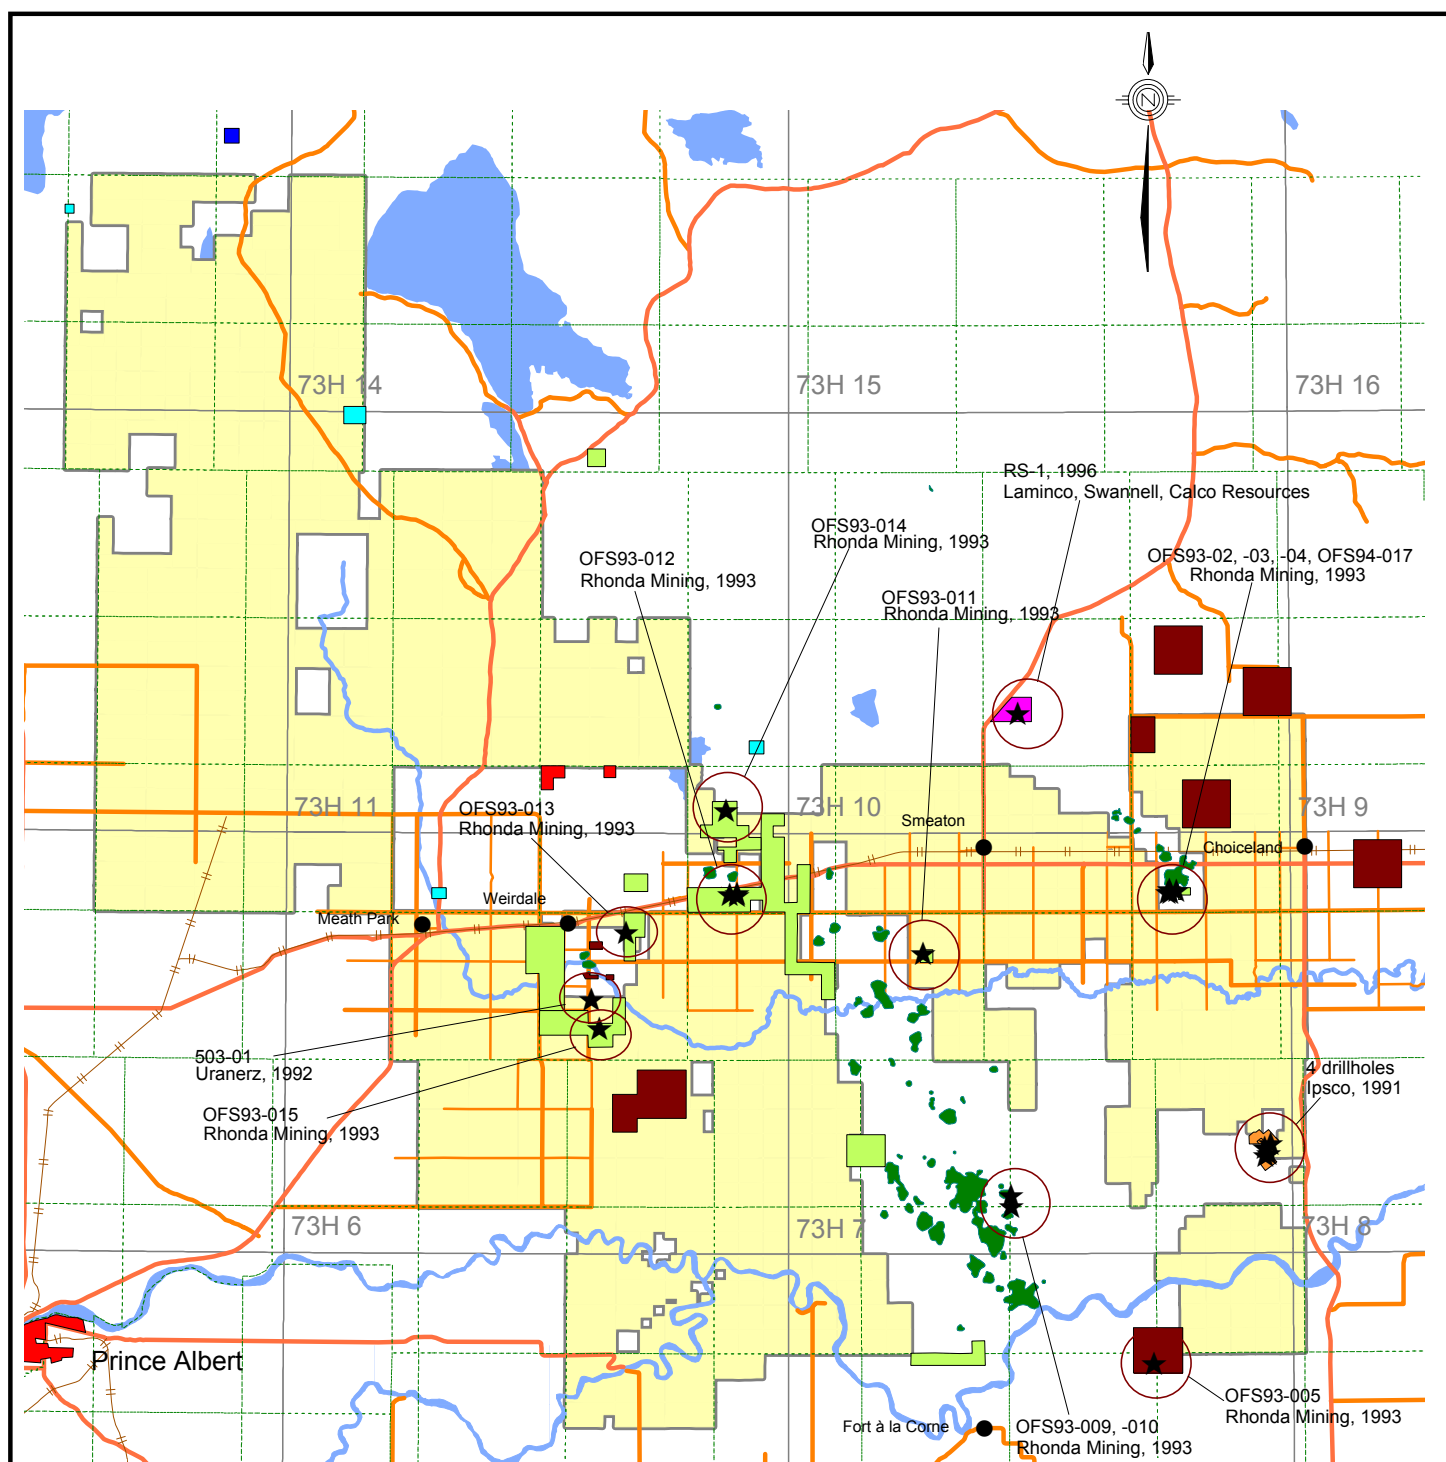 N
73H 14
73H 15
73H 16
RS-1, 1996
Laminco, Swannell, Calco Resources
OFS93-014
Rhonda Mining, 1993
OFS93-012
Rhonda Mining, 1993
OFS93-02, -03, -04, OFS94-017
Rhonda Mining, 1993
OFS93-011
Rhonda Mining, 1993
73H 11
OFS93-013
Rhonda Mining, 1993
73H 10
Smeaton
73H 9
Choiceland
Meath Park
Weirdale
503-01
Uranerz, 1992
4 drillholes
Ipsco, 1991
OFS93-015
Rhonda Mining, 1993
73H 6
73H 7
73H 8
Prince Albert
OFS93-005
Rhonda Mining, 1993
Fort à la Corne
OFS93-009, -010
Rhonda Mining, 1993